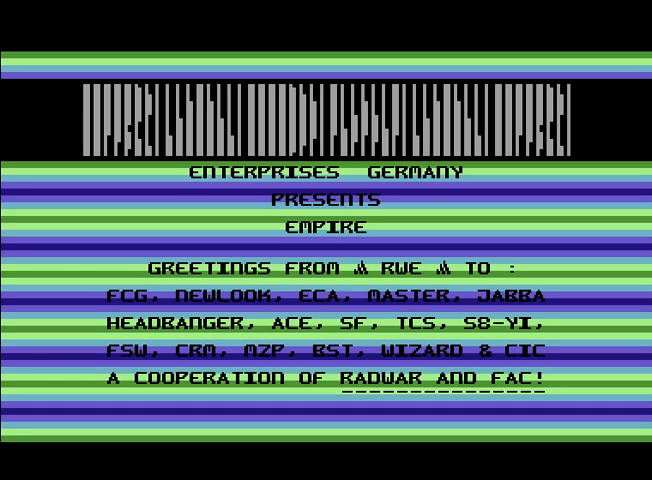 ENTERPRISES GERMANY
PRESENTS
EMPIRE
GREETINGS FROM RWE TO :
FCG, NEWLOOK, ECA, MASTER, JABBA
HEADBANGER, ACE, SF, TCS, S8-YI,
FSW, CRM, MZP, BST, WIZARD & CIC
A COOPERATION OF RADWAR AND FAC!